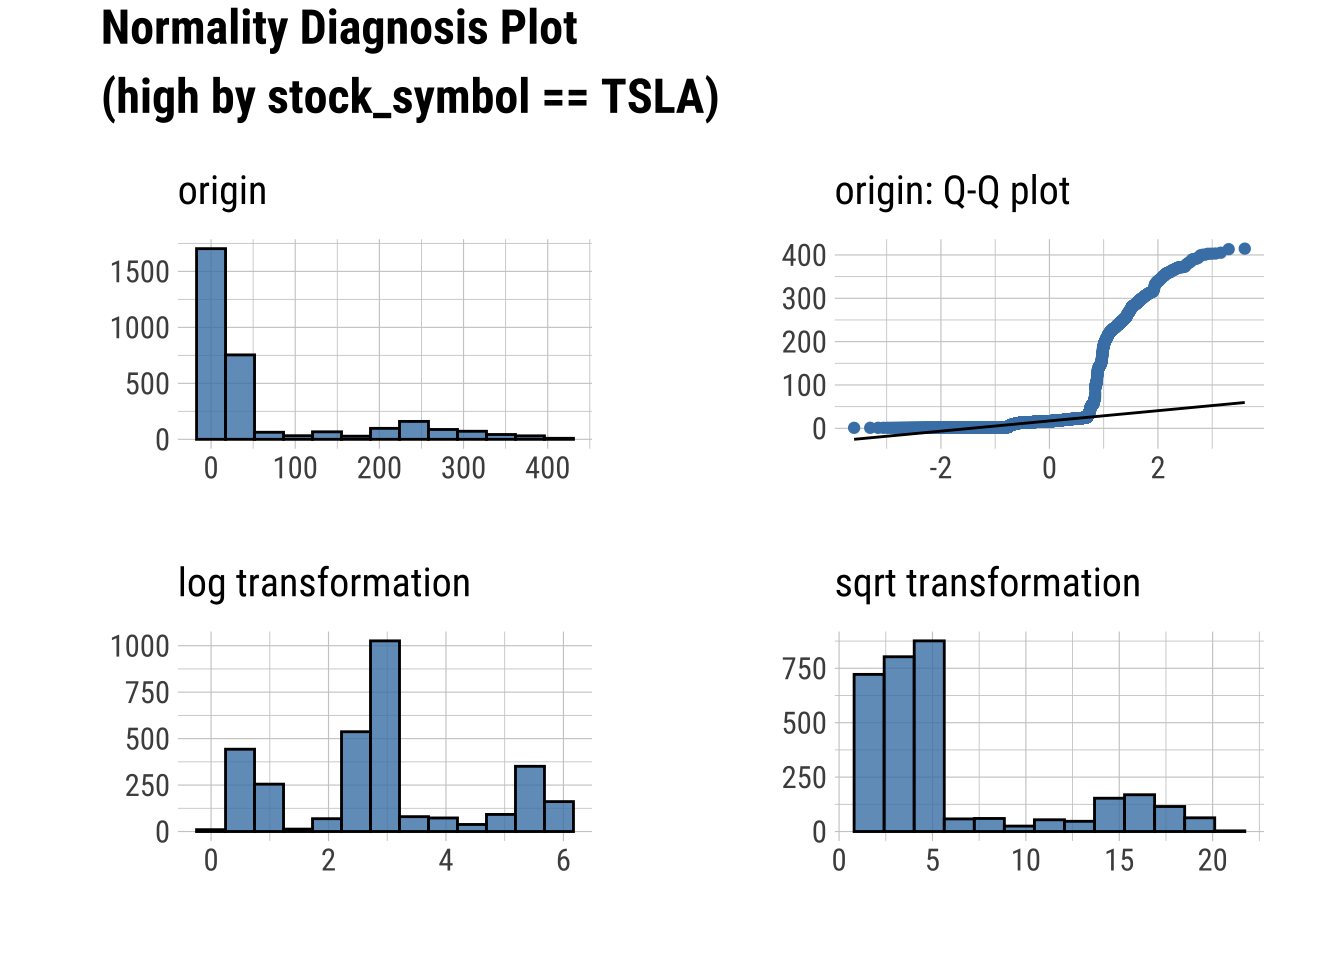 Normality Diagnosis Plot
(high by stock_symbol == TSLA)
origin
1500
1000
500
0
0 100 200 300 400
origin: Q-Q plot
400
300
200
100
0
-2 0 2
log transformation
1000
750
500
250
0
0 2 4 6
sqrt transformation
750
500
250
0
0 5 10 15 20